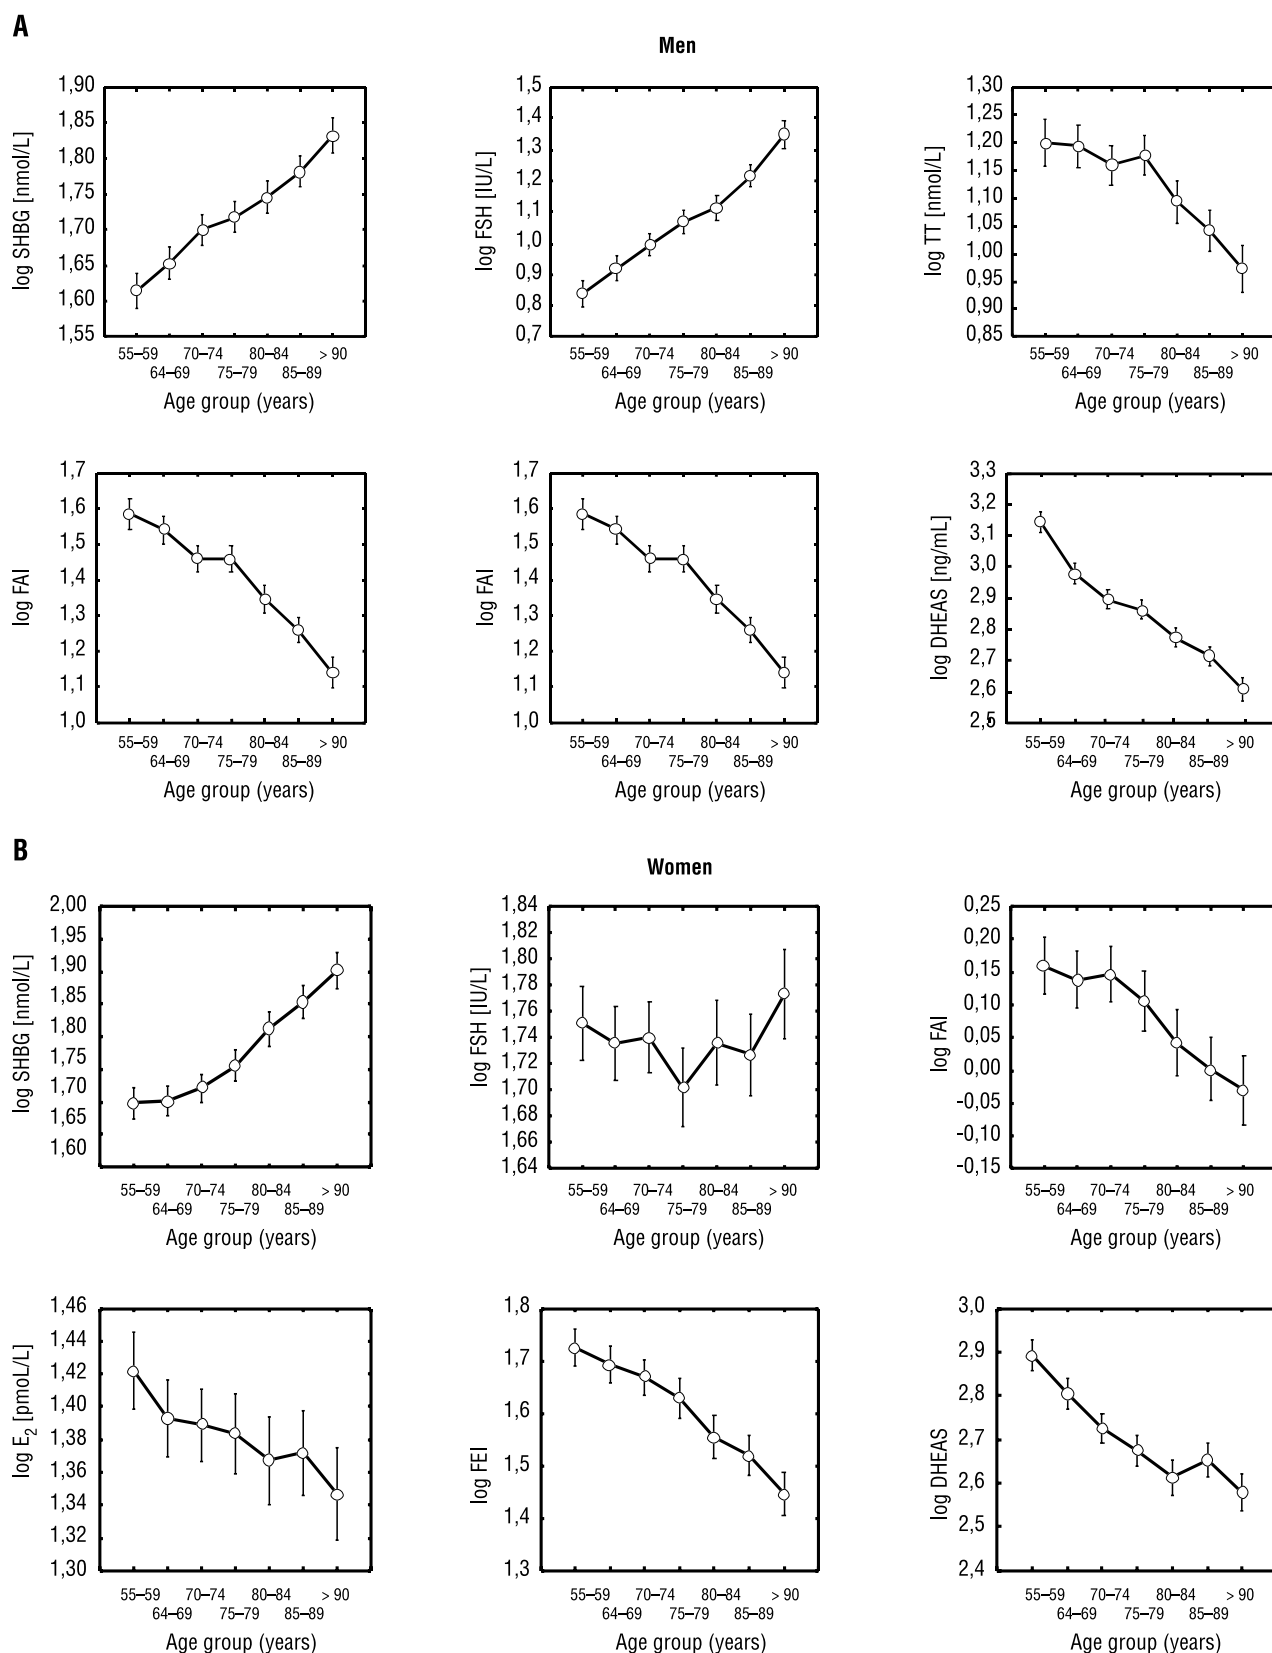 A
Men
log SHBG [nmol/L]
1,90
1,85
1,80
1,75
1,70
1,65
1,60
1,55
55–59 70–74 80–84 > 90
64–69 75–79 85–89
Age group (years)
log FSH [IU/L]
1,5
1,4
1,3
1,2
1,1
1,0
0,9
0,8
0,7
55–59 70–74 80–84 > 90
64–69 75–79 85–89
Age group (years)
log TT [nmol/L]
1,30
1,25
1,20
1,15
1,10
1,05
1,00
0,95
0,90
0,85
55–59 70–74 80–84 > 90
64–69 75–79 85–89
Age group (years)
log FAI
1,7
1,6
1,5
1,4
1,3
1,2
1,1
1,0
55–59 70–74 80–84 > 90
64–69 75–79 85–89
Age group (years)
log FAI
1,7
1,6
1,5
1,4
1,3
1,2
1,1
1,0
55–59 70–74 80–84 > 90
64–69 75–79 85–89
Age group (years)
log DHEAS [ng/mL]
3,3
3,2
3,1
3,0
2,9
2,8
2,7
2,6
2,5
55–59 70–74 80–84 > 90
64–69 75–79 85–89
Age group (years)
B
Women
log SHBG [nmol/L]
2,00
1,95
1,90
1,85
1,80
1,75
1,70
1,65
1,60
55–59 70–74 80–84 > 90
64–69 75–79 85–89
Age group (years)
log FSH [IU/L]
1,84
1,82
1,80
1,78
1,76
1,74
1,72
1,70
1,68
1,66
1,64
55–59 70–74 80–84 > 90
64–69 75–79 85–89
Age group (years)
log FAI
0,25
0,20
0,15
0,10
0,05
0,00
-0,05
-0,10
-0,15
55–59 70–74 80–84 > 90
64–69 75–79 85–89
Age group (years)
log E2 [pmoL/L]
1,46
1,44
1,42
1,40
1,38
1,36
1,34
1,32
1,30
55–59 70–74 80–84 > 90
64–69 75–79 85–89
Age group (years)
log FEI
1,8
1,7
1,6
1,5
1,4
1,3
55–59 70–74 80–84 > 90
64–69 75–79 85–89
Age group (years)
log DHEAS
3,0
2,9
2,8
2,7
2,6
2,5
2,4
55–59 70–74 80–84 > 90
64–69 75–79 85–89
Age group (years)